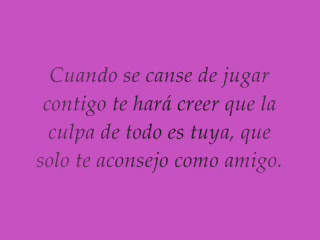 Cuando se canse de jugar
contigo te hará creer que la
culpa de todo es tuya, que
solo te aconsejo como amigo.